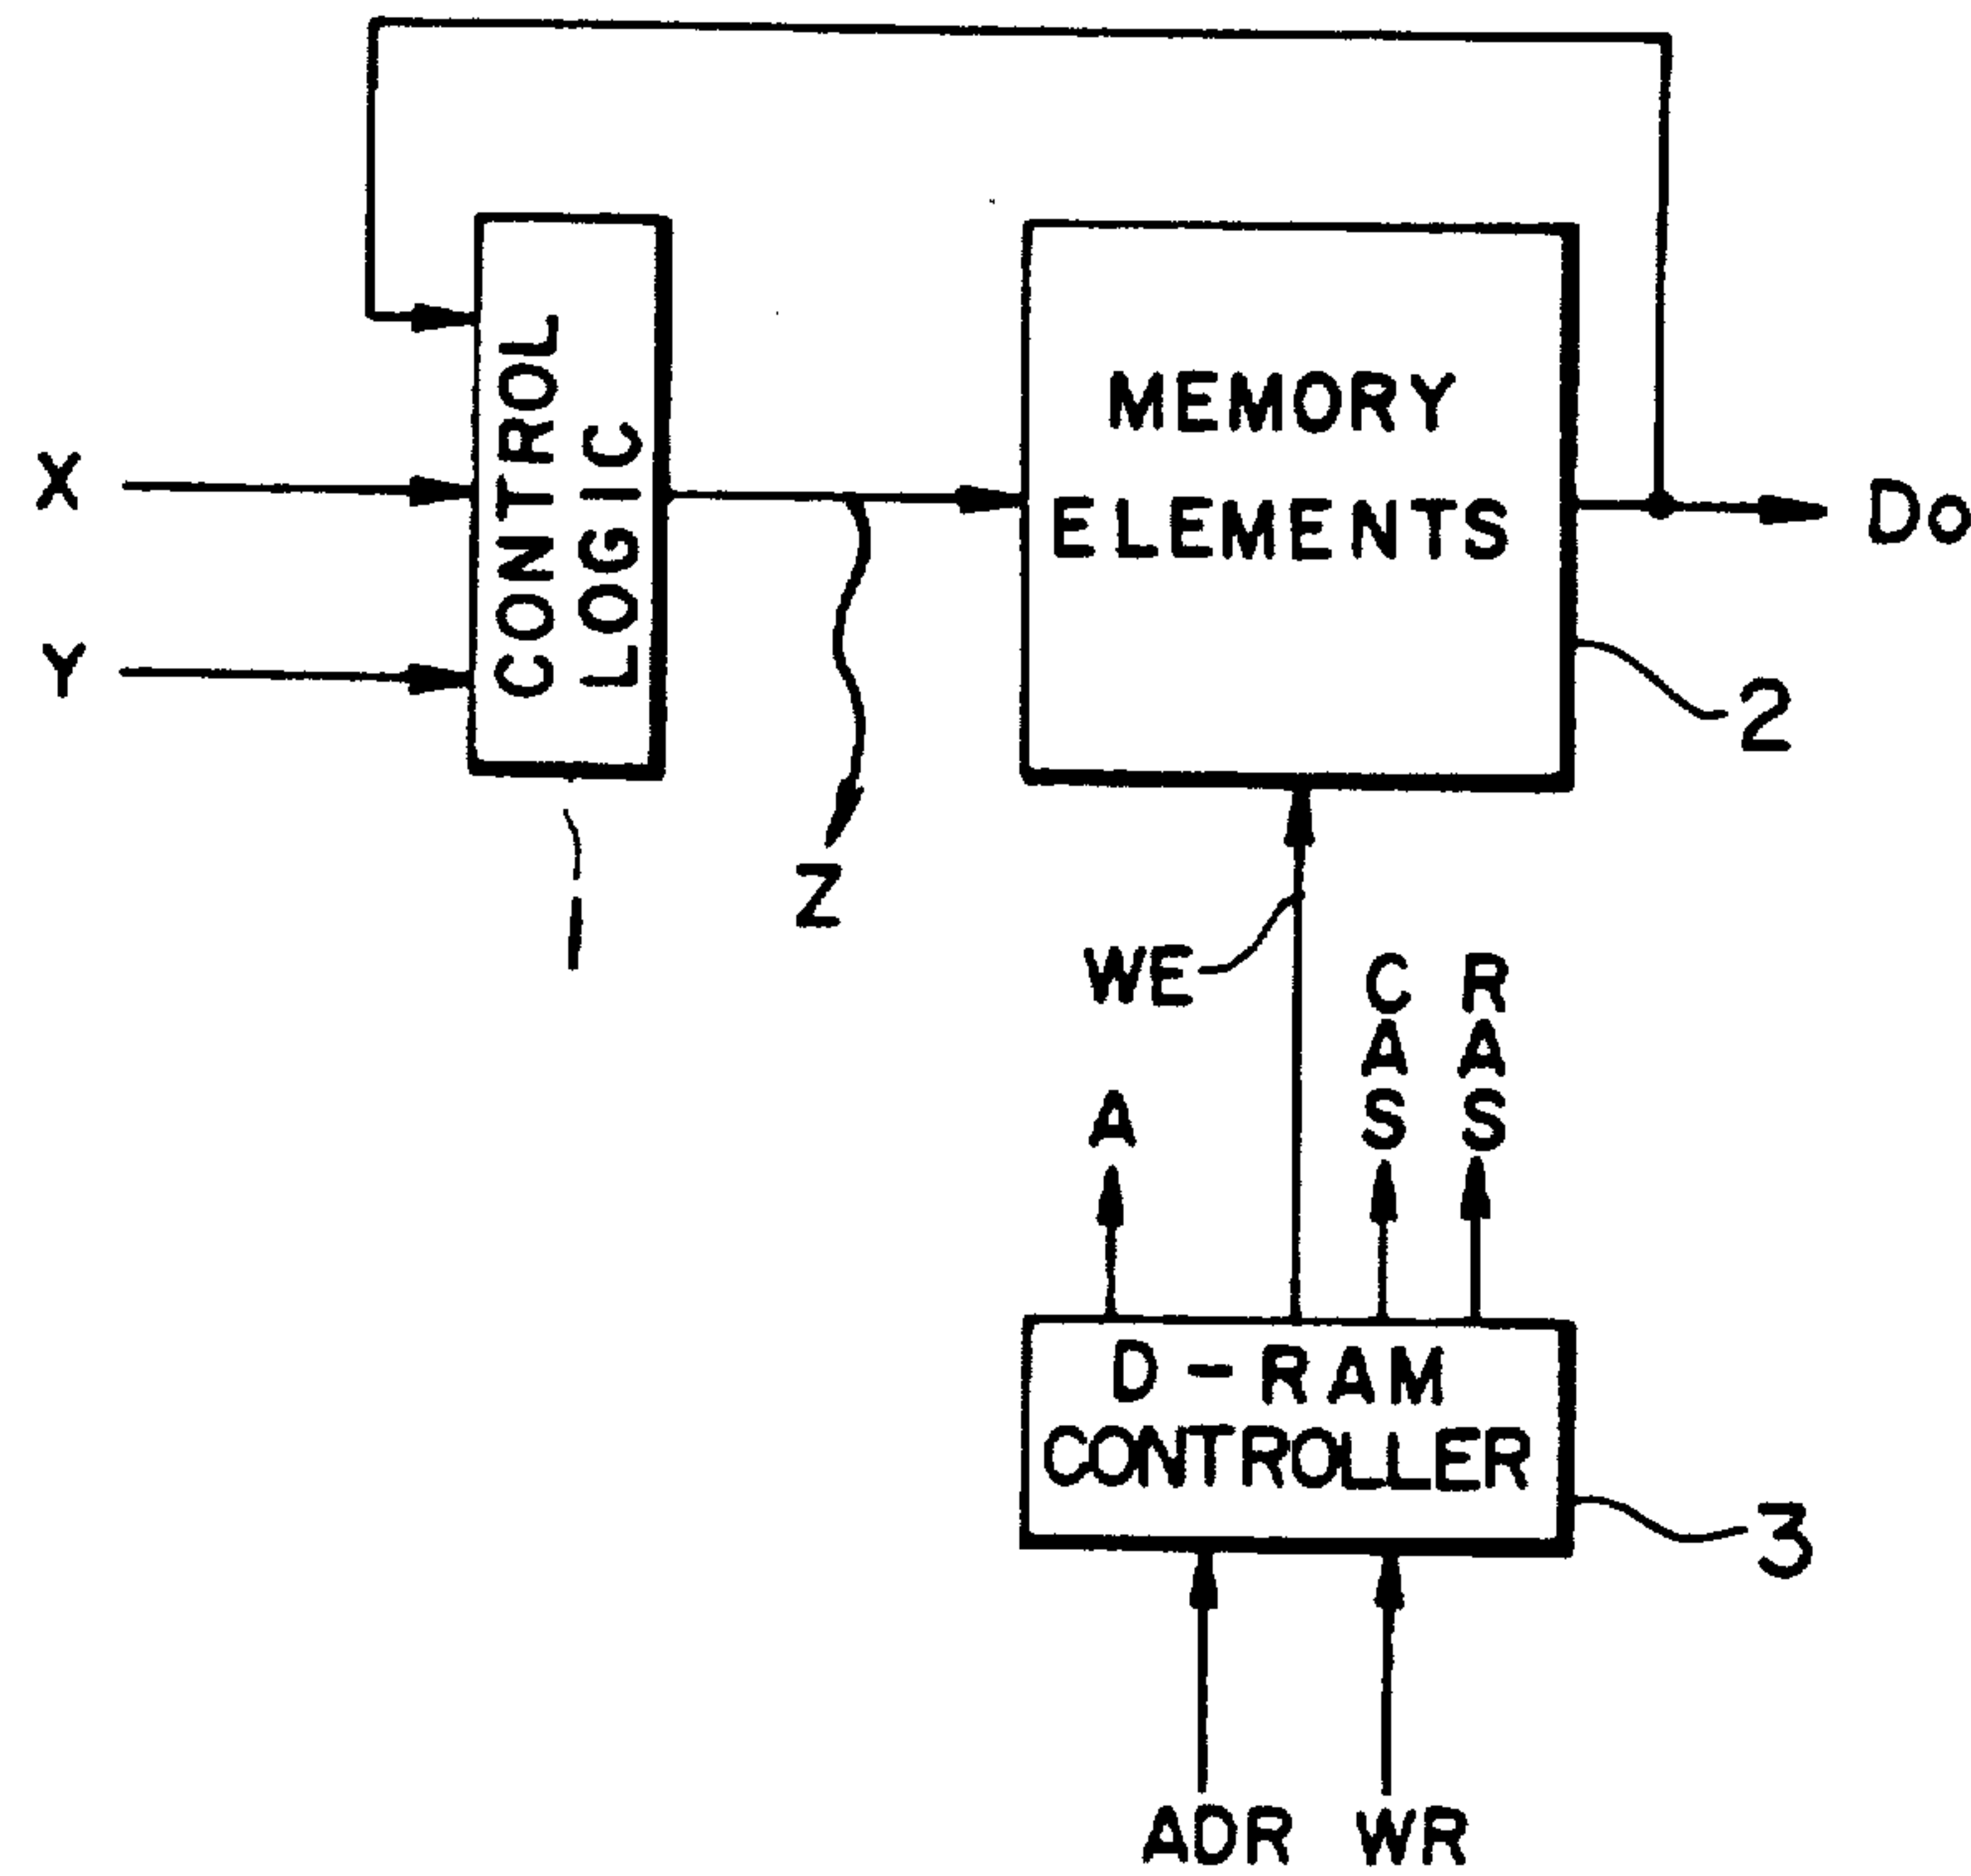 CONTROL
LOGIC
MEMORY
ELEMENTS
X
Y
Do
2
1
Z
WE
CAS
RAS
A
D-RAM
CONTROLLER
3
ADR
WR